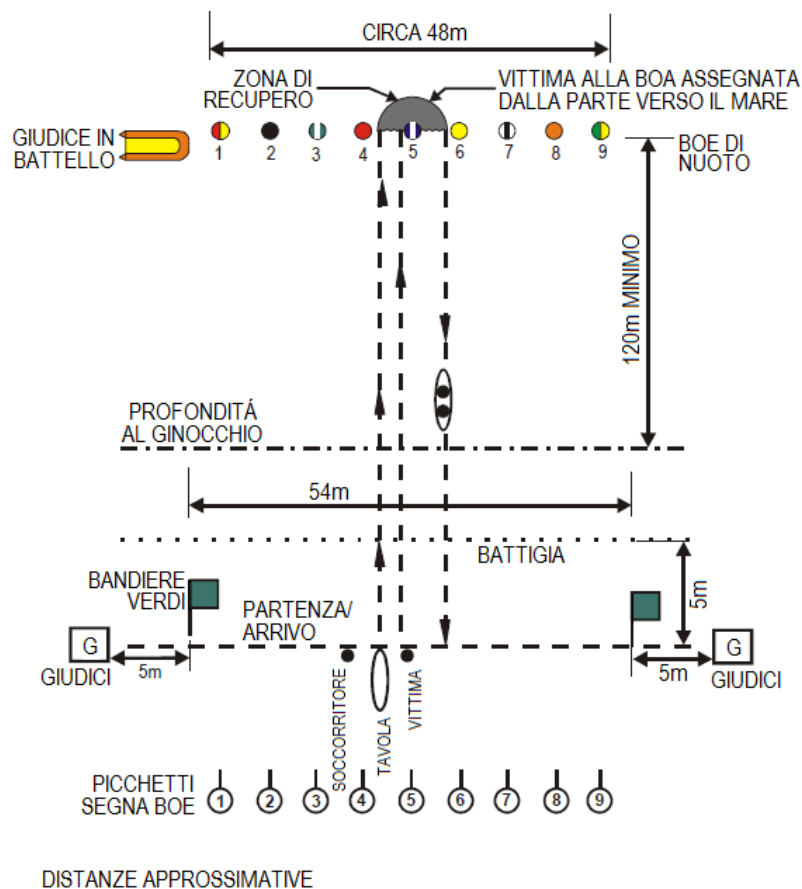 CIRCA 48m
ZONA DI
RECUPERO
VITTIMA ALLA BOA ASSEGNATA
DALLA PARTE VERSO IL MARE
GIUDICE IN
BATTELLO
1 2 3 4 5 6 7 8 9
BOE DI
NUOTO
120m MINIMO
PROFONDITÁ
AL GINOCCHIO
54m
BATTIGIA
BANDIERE
VERDI
PARTENZA/
ARRIVO
5m
G
GIUDICI
5m
SOCCORRITORE
TAVOLA
VITTIMA
5m
G
GIUDICI
PICCHETTI
SEGNA BOE
1 2 3 4 5 6 7 8 9
DISTANZE APPROSSIMATIVE